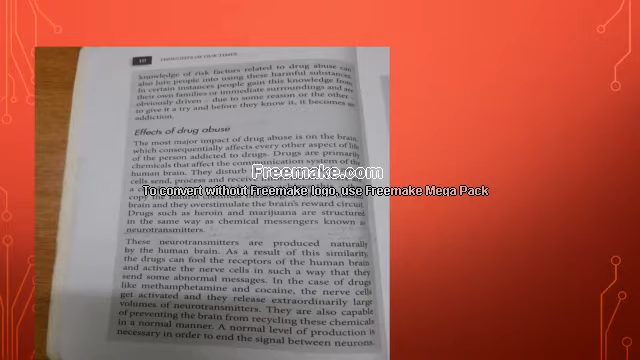 10 THOUGHTS ON OUR TIMES
knowledge of risk factors related to drug abuse can
also lure people into using these harmful substances.
In certain instances people gain this knowledge from
their own families or immediate surroundings and are
obviously driven – due to some reason or the other –
to give it a try and before they know it, it becomes an
addiction.
Effects of drug abuse
The most major impact of drug abuse is on the brain,
which consequentially affects every other aspect of life
of the person addicted to drugs. Drugs are primarily
chemicals that affect the communication system of the
human brain. They disturb
cells send, process and receive
Freemake.com
To convert without Freemake logo, use Freemake Mega Pack
copy the natural chemical
brain and they overstimulate the brain's reward circuit.
Drugs such as heroin and marijuana are structured
in the same way as chemical messengers known as
neurotransmitters.
These neurotransmitters are produced naturally
by the human brain. As a result of this similarity,
the drugs can fool the receptors of the human brain
and activate the nerve cells in such a way that they
send some abnormal messages. In the case of drugs
like methamphetamine and cocaine, the nerve cells
get activated and they release extraordinarily large
volumes of neurotransmitters. They are also capable
of preventing the brain from recycling these chemicals
in a normal manner. A normal level of production is
necessary in order to end the signal between neurons.